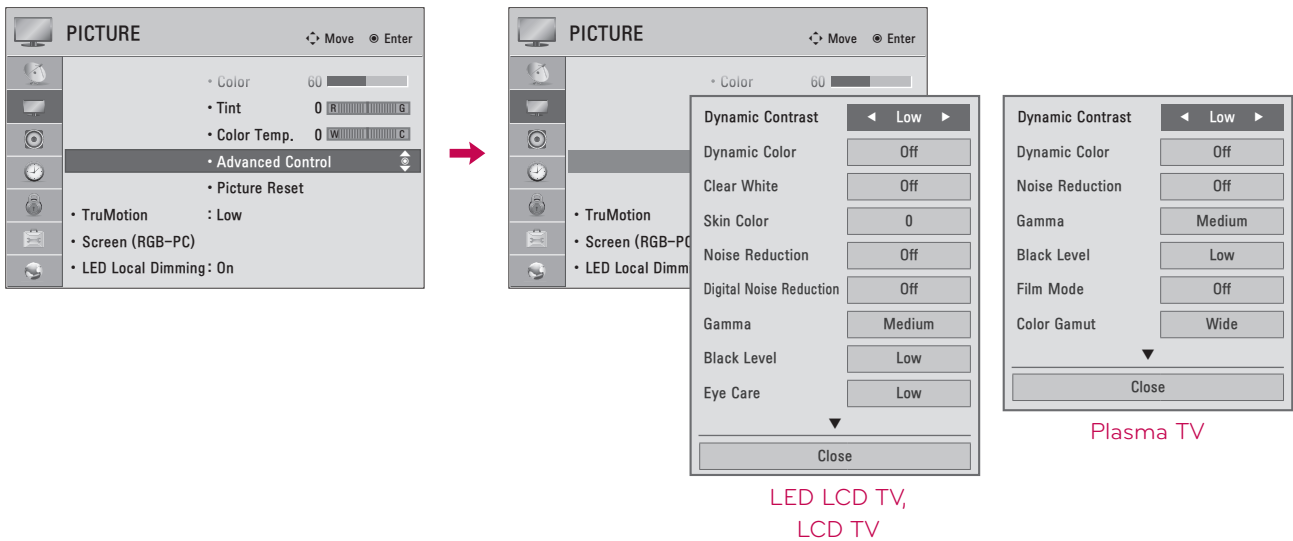 PICTURE Move Enter
• Color 60
• Tint 0 R G
• Color Temp. 0 W C
• Advanced Control
• Picture Reset
• TruMotion : Low
• Screen (RGB-PC)
• LED Local Dimming : On
PICTURE Move Enter
• Color 60
• TruMotion
• Screen (RGB-PC
• LED Local Dimm
Dynamic Contrast ◀ Low ▶
Dynamic Color Off
Clear White Off
Skin Color 0
Noise Reduction Off
Digital Noise Reduction Off
Gamma Medium
Black Level Low
Eye Care Low
▼
Close
LED LCD TV,
LCD TV
Dynamic Contrast ◀ Low ▶
Dynamic Color Off
Noise Reduction Off
Gamma Medium
Black Level Low
Film Mode Off
Color Gamut Wide
▼
Close
Plasma TV